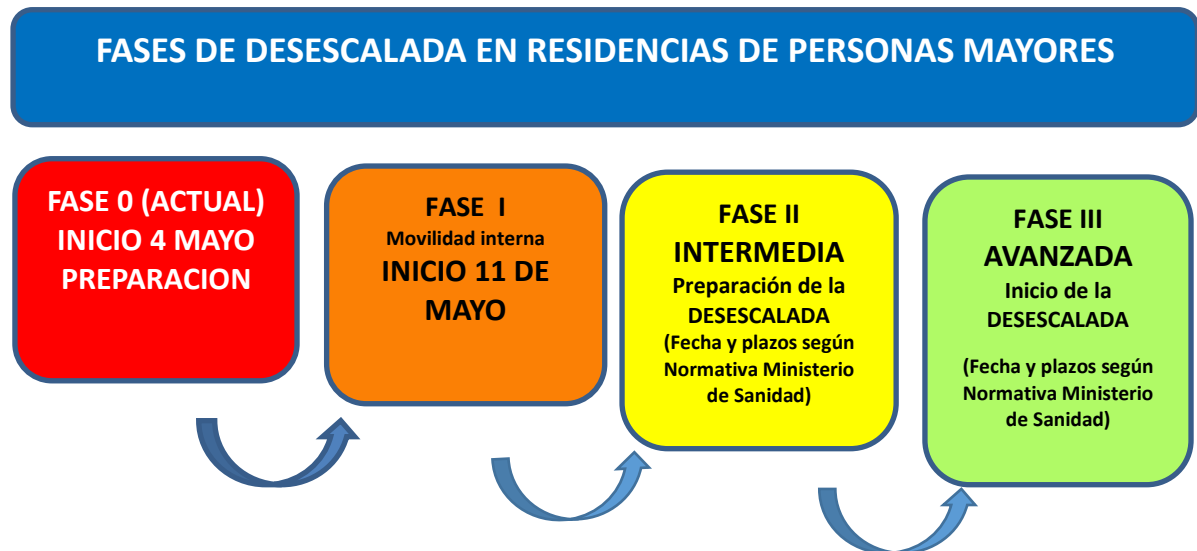 FASES DE DESESCALADA EN RESIDENCIAS DE PERSONAS MAYORES
FASE 0 (ACTUAL)
INICIO 4 MAYO
PREPARACION
FASE I
Movilidad interna
INICIO 11 DE
MAYO
FASE II
INTERMEDIA
Preparación de la
DESESCALADA
(Fecha y plazos según
Normativa Ministerio
de Sanidad)
FASE III
AVANZADA
Inicio de la
DESESCALADA
(Fecha y plazos según
Normativa Ministerio
de Sanidad)